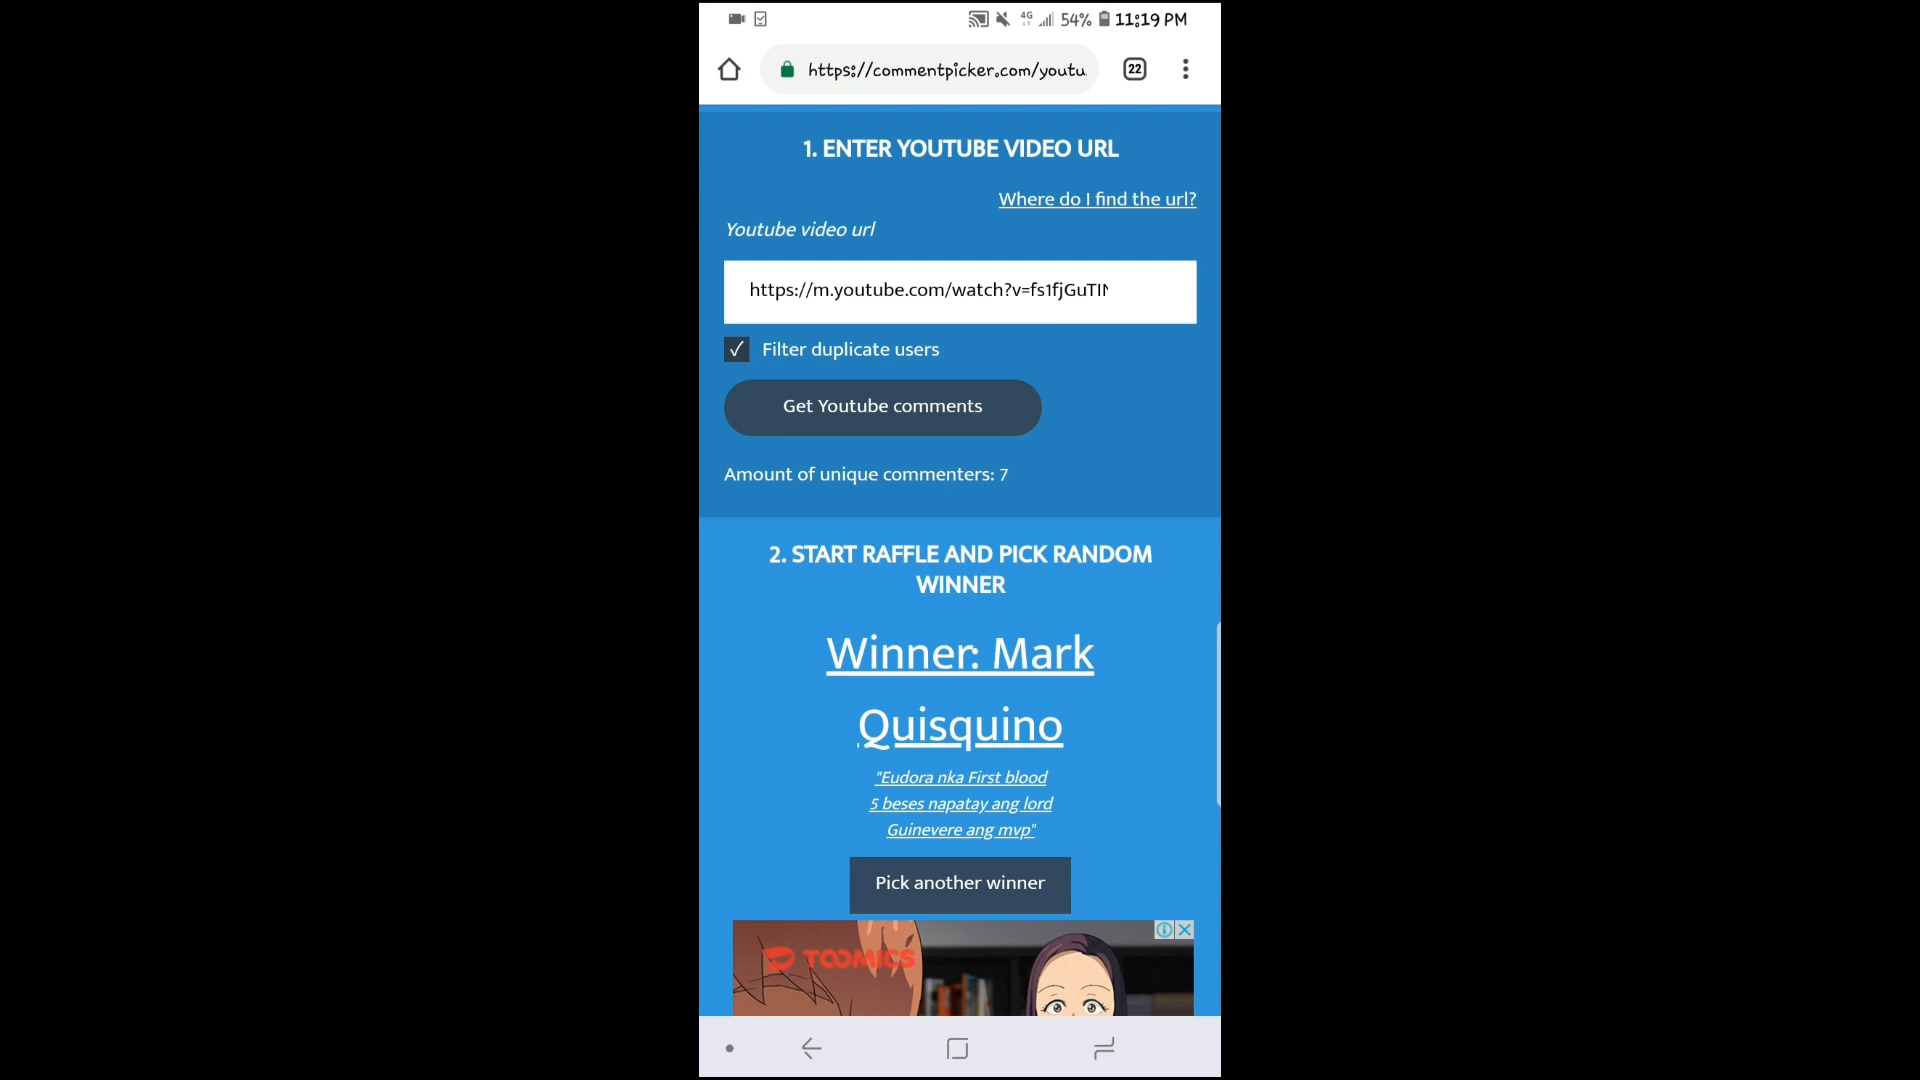 4G 54% 11:19 PM
https://commentpicker.com/youtu
22
1. ENTER YOUTUBE VIDEO URL
Where do I find the url?
Youtube video url
https://m.youtube.com/watch?v=fs1fjGuTIN
✓ Filter duplicate users
Get Youtube comments
Amount of unique commenters: 7
2. START RAFFLE AND PICK RANDOM
WINNER
Winner: Mark
Quisquino
"Eudora nka First blood
5 beses napatay ang lord
Guinevere ang mvp"
Pick another winner
TOOMICS